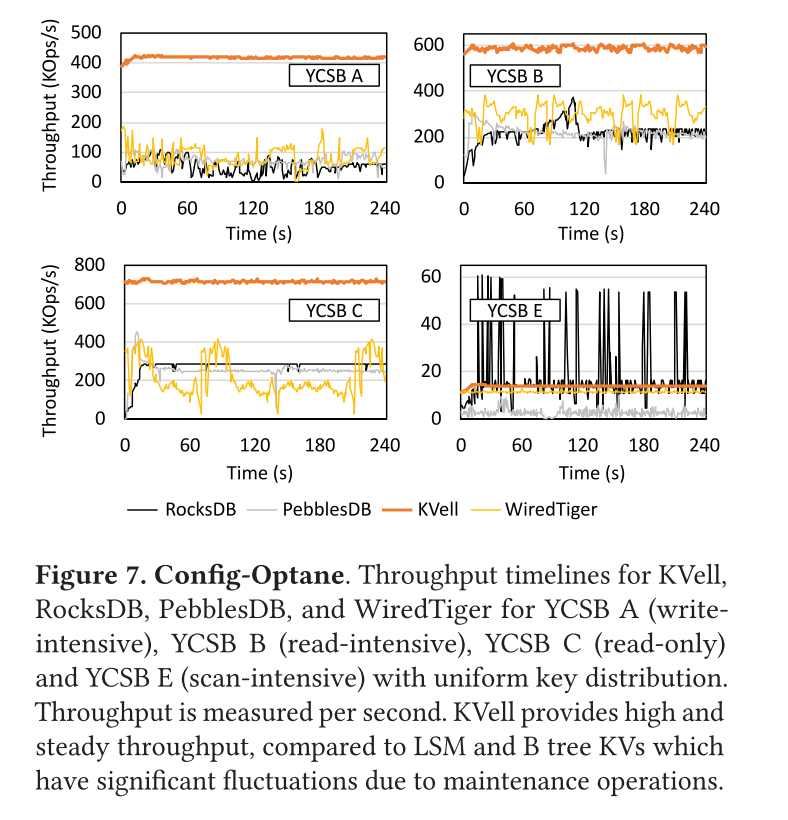 500
400
300
200
100
0
Throughput (KOps/s)
YCSB A
0 60 120 180 240
Time (s)
600
400
200
0
YCSB B
0 60 120 180 240
Time (s)
800
600
400
200
0
Throughput (KOps/s)
YCSB C
0 60 120 180 240
Time (s)
60
40
20
0
YCSB E
0 60 120 180 240
Time (s)
RocksDB PebblesDB KVell WiredTiger
Figure 7. Config-Optane. Throughput timelines for KVell,
RocksDB, PebblesDB, and WiredTiger for YCSB A (write-
intensive), YCSB B (read-intensive), YCSB C (read-only)
and YCSB E (scan-intensive) with uniform key distribution.
Throughput is measured per second. KVell provides high and
steady throughput, compared to LSM and B tree KVs which
have significant fluctuations due to maintenance operations.